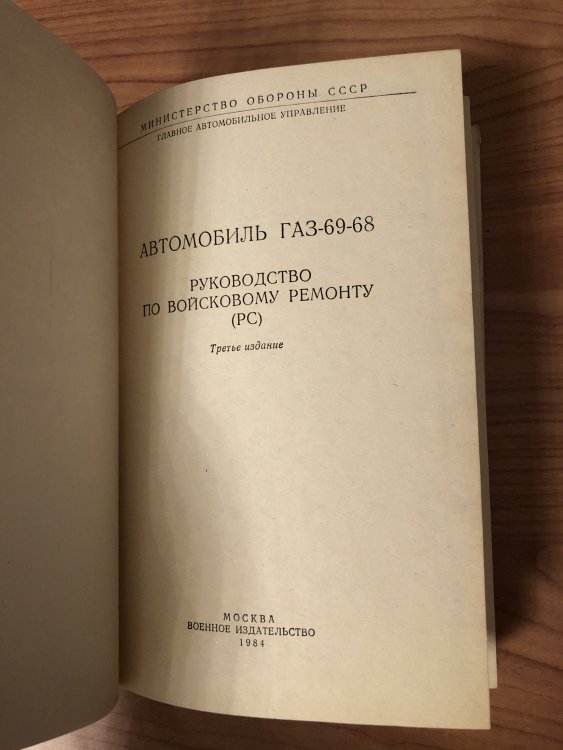 МИНИСТЕРСТВО ОБОРОНЫ СССР
ГЛАВНОЕ АВТОМОБИЛЬНОЕ УПРАВЛЕНИЕ
АВТОМОБИЛЬ ГАЗ-69-68
РУКОВОДСТВО
ПО ВОЙСКОВОМУ РЕМОНТУ
(РС)
Третье издание
МОСКВА
ВОЕННОЕ ИЗДАТЕЛЬСТВО
1984